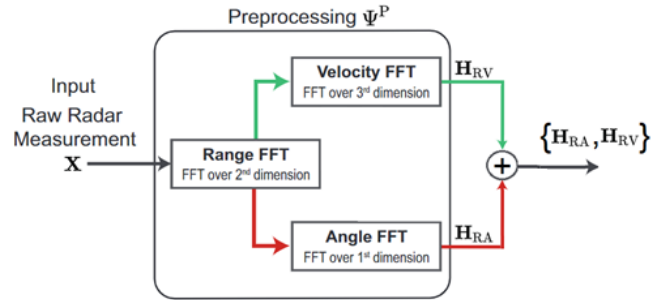 Preprocessing Ψ^P
Input
Raw Radar
Measurement
X
Range FFT
FFT over 2nd dimension
Velocity FFT
FFT over 3rd dimension
H_RV
Angle FFT
FFT over 1st dimension
H_RA
+
{H_RA, H_RV}